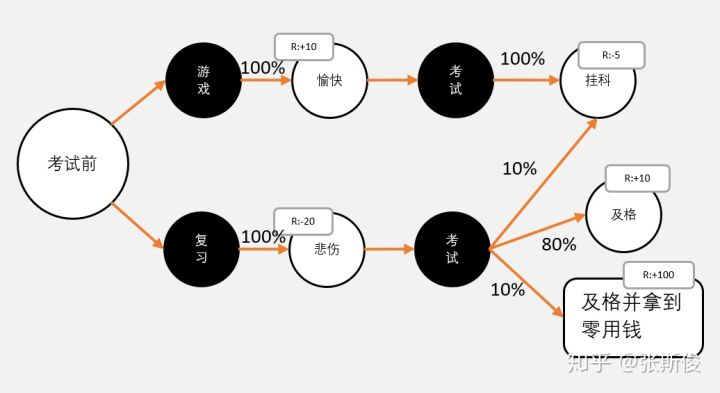 R:+10
R:-5
游
戏
100%
愉快
考
试
100%
挂科
考试前
10%
R:+10
及格
复
习
R:-20
100%
悲伤
考
试
80%
10%
R:+100
及格并拿到
零用钱
知乎 @张斯俊